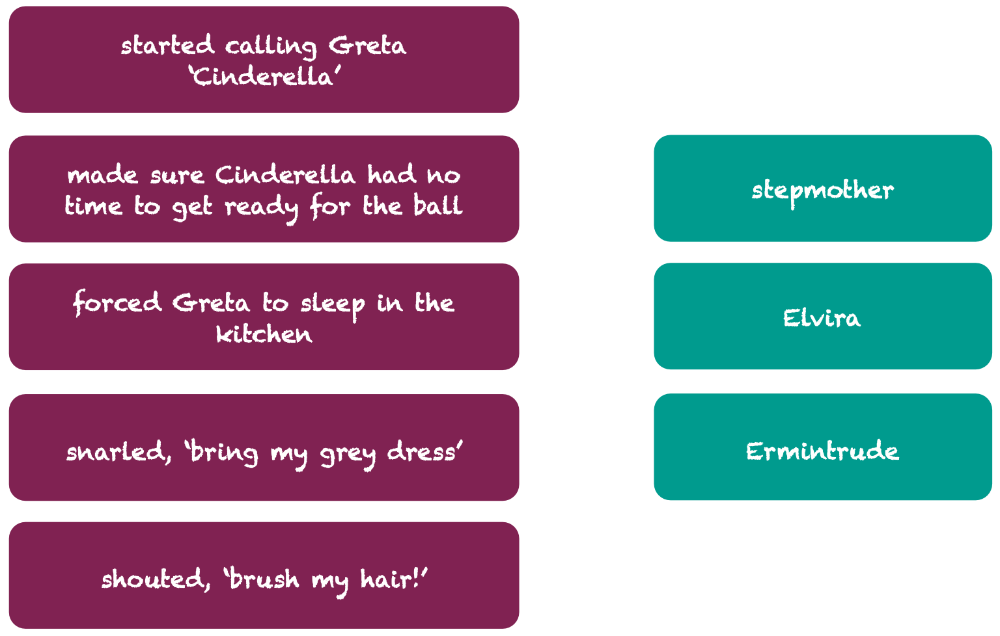 started calling Greta
‘Cinderella’
made sure Cinderella had no
time to get ready for the ball
forced Greta to sleep in the
kitchen
snarled, ‘bring my grey dress’
shouted, ‘brush my hair!’
stepmother
Elvira
Ermintrude